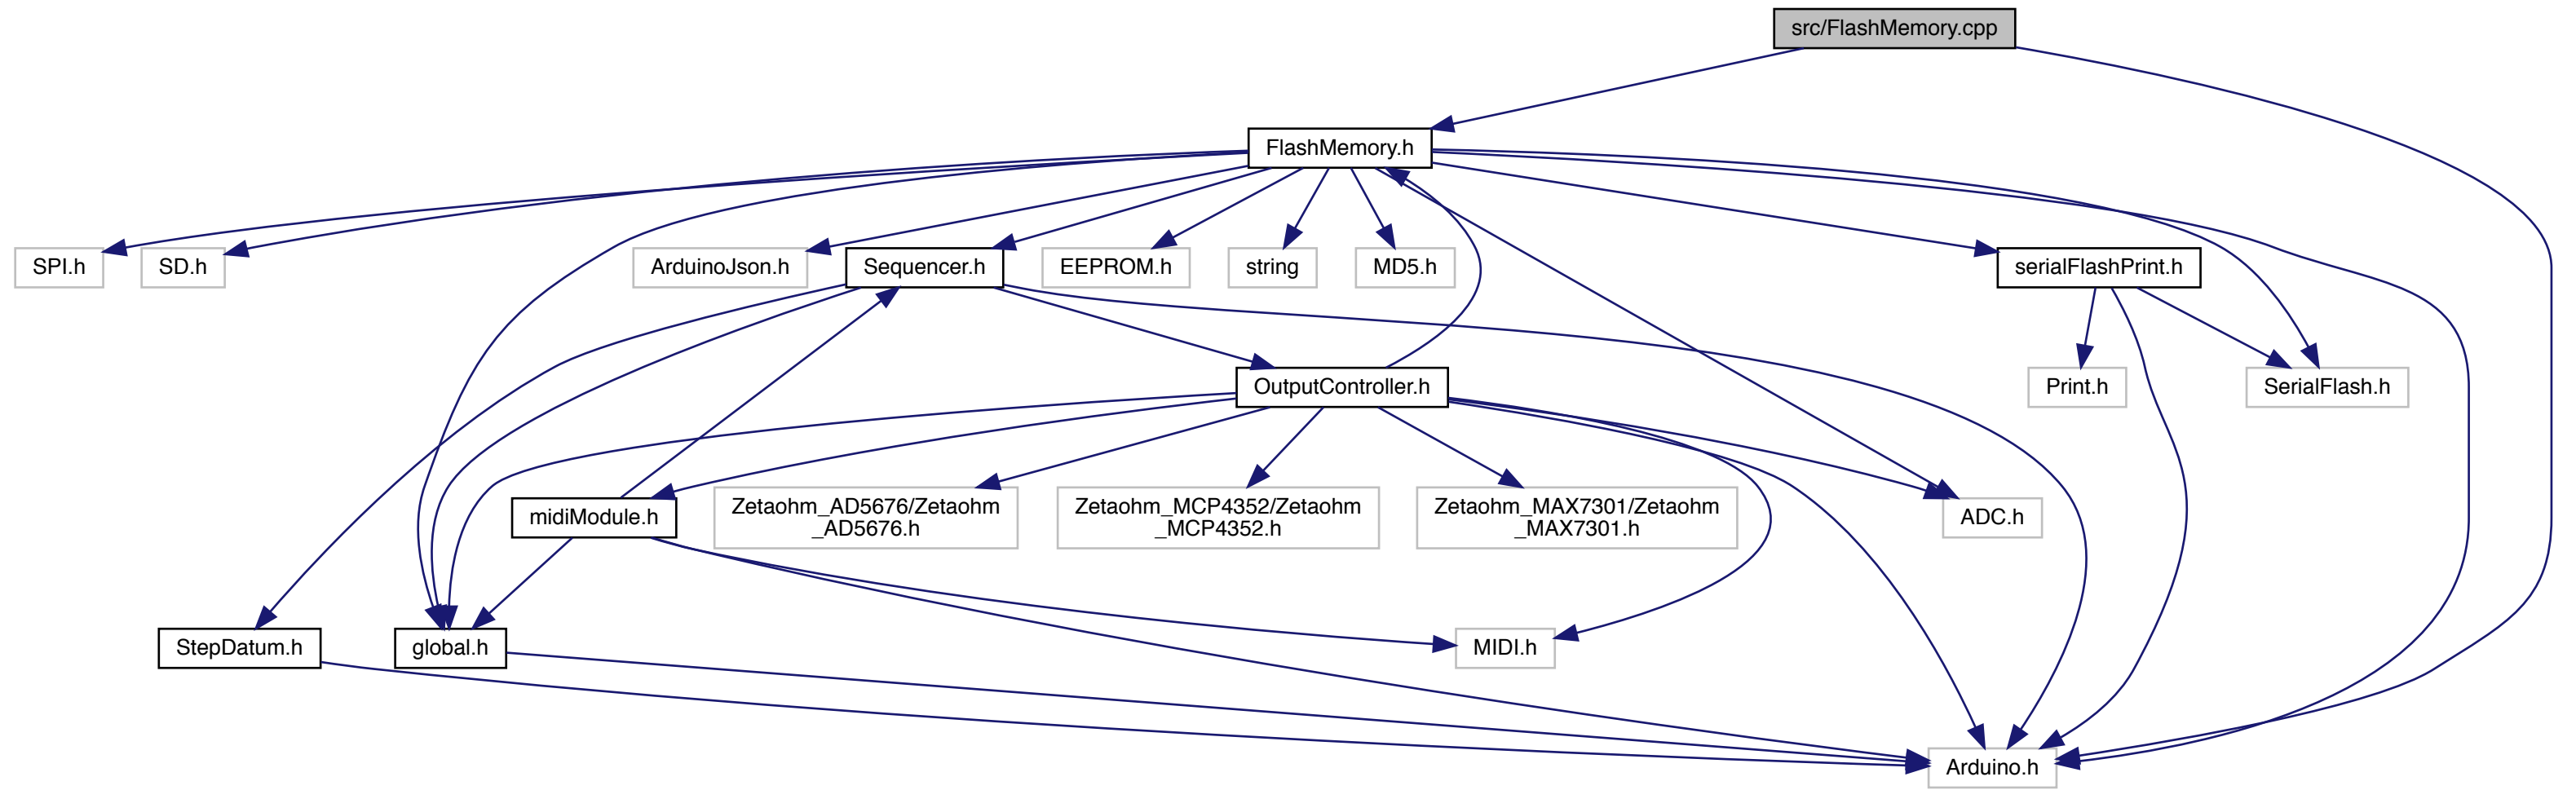 src/FlashMemory.cpp
FlashMemory.h
SPI.h
SD.h
ArduinoJson.h
Sequencer.h
EEPROM.h
string
MD5.h
serialFlashPrint.h
OutputController.h
Print.h
SerialFlash.h
midiModule.h
Zetaohm_AD5676/Zetaohm
_AD5676.h
Zetaohm_MCP4352/Zetaohm
_MCP4352.h
Zetaohm_MAX7301/Zetaohm
_MAX7301.h
ADC.h
StepDatum.h
global.h
MIDI.h
Arduino.h